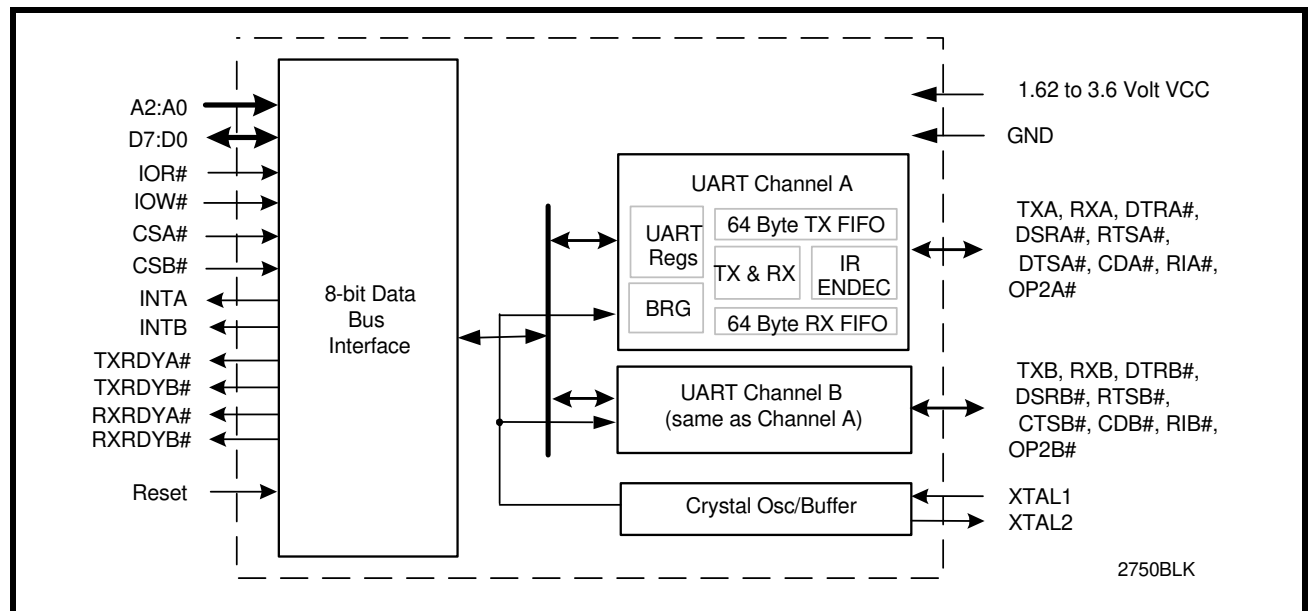 A2:A0
D7:D0
IOR#
IOW#
CSA#
CSB#
INTA
INTB
TXRDYA#
TXRDYB#
RXRDYA#
RXRDYB#
Reset
8-bit Data
Bus
Interface
UART Channel A
UART
Regs
BRG
64 Byte TX FIFO
TX & RX
IR
ENDEC
64 Byte RX FIFO
UART Channel B
(same as Channel A)
Crystal Osc/Buffer
1.62 to 3.6 Volt VCC
GND
TXA, RXA, DTRA#,
DSRA#, RTSA#,
DTSA#, CDA#, RIA#,
OP2A#
TXB, RXB, DTRB#,
DSRB#, RTSB#,
CTSB#, CDB#, RIB#,
OP2B#
XTAL1
XTAL2
2750BLK